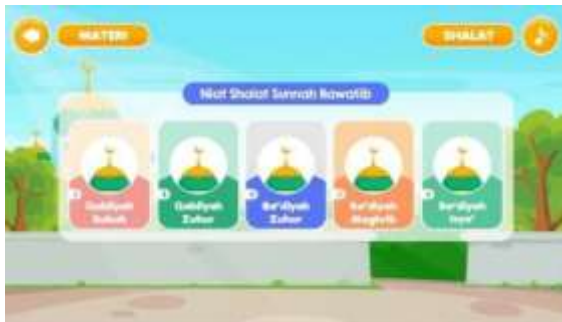 MATERI
SHALAT
Niat Shalat Sunnah Rawatib
Qabliyah
Subuh
Qabliyah
Zuhur
Ba'diyah
Zuhur
Ba'diyah
Maghrib
Ba'diyah
Isya'